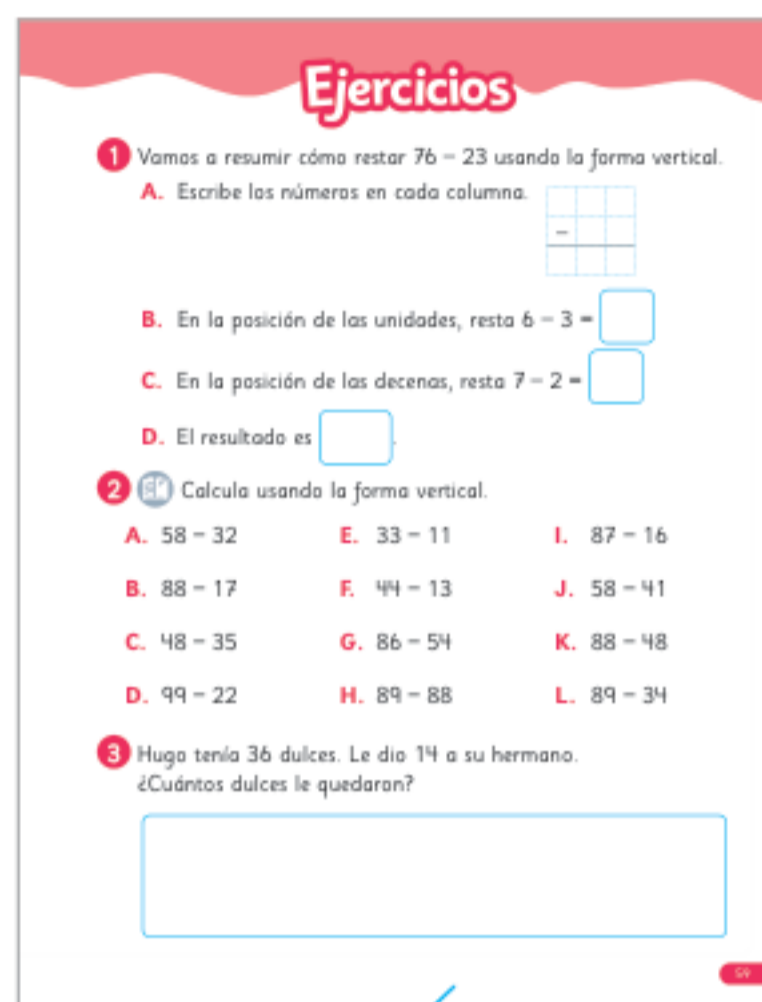 Ejercicios
1 Vamos a resumir cómo restar 76 - 23 usando la forma vertical.
A. Escribe los números en cada columna.
-
B. En la posición de las unidades, resta 6 - 3 =
C. En la posición de las decenas, resta 7 - 2 =
D. El resultado es .
2 Calcula usando la forma vertical.
A. 58 - 32 E. 33 - 11 I. 87 - 16
B. 88 - 17 F. 44 - 13 J. 58 - 41
C. 48 - 35 G. 86 - 54 K. 88 - 48
D. 99 - 22 H. 89 - 88 L. 89 - 34
3 Hugo tenía 36 dulces. Le dio 14 a su hermano.
¿Cuántos dulces le quedaron?
59